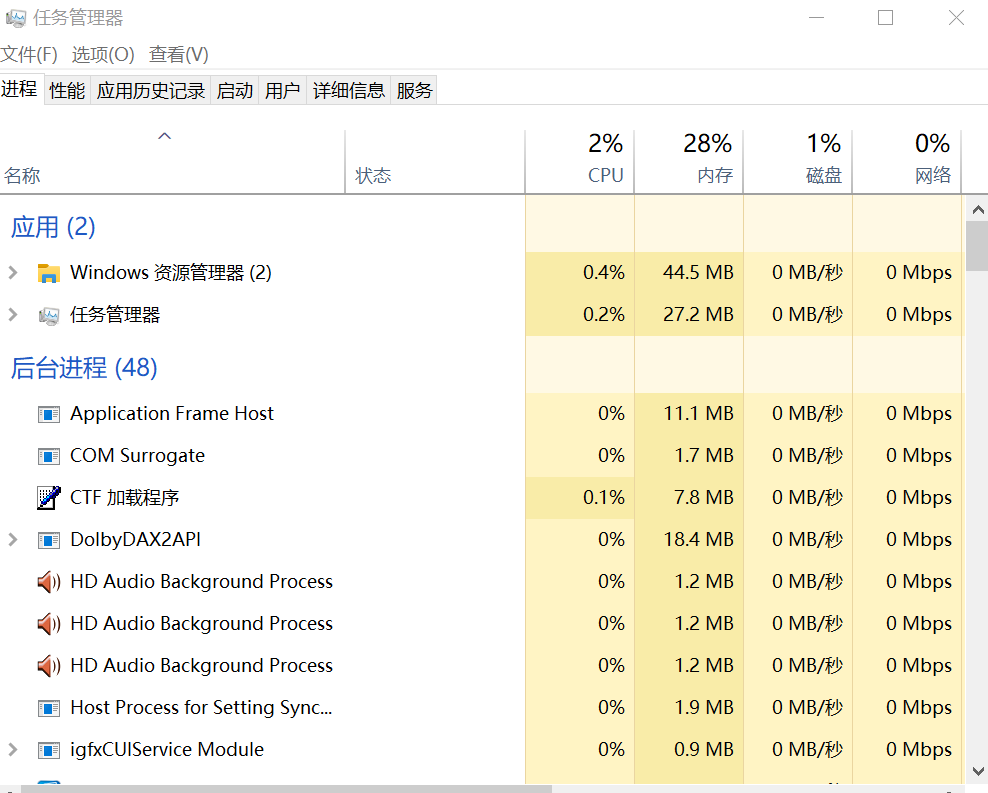 任务管理器
文件(F) 选项(O) 查看(V)
进程 性能 应用历史记录 启动 用户 详细信息 服务
2% 28% 1% 0%
名称 状态 CPU 内存 磁盘 网络
应用 (2)
Windows 资源管理器 (2) 0.4% 44.5 MB 0 MB/秒 0 Mbps
任务管理器 0.2% 27.2 MB 0 MB/秒 0 Mbps
后台进程 (48)
Application Frame Host 0% 11.1 MB 0 MB/秒 0 Mbps
COM Surrogate 0% 1.7 MB 0 MB/秒 0 Mbps
CTF 加载程序 0.1% 7.8 MB 0 MB/秒 0 Mbps
DolbyDAX2API 0% 18.4 MB 0 MB/秒 0 Mbps
HD Audio Background Process 0% 1.2 MB 0 MB/秒 0 Mbps
HD Audio Background Process 0% 1.2 MB 0 MB/秒 0 Mbps
HD Audio Background Process 0% 1.2 MB 0 MB/秒 0 Mbps
Host Process for Setting Sync... 0% 1.9 MB 0 MB/秒 0 Mbps
igfxCUIService Module 0% 0.9 MB 0 MB/秒 0 Mbps